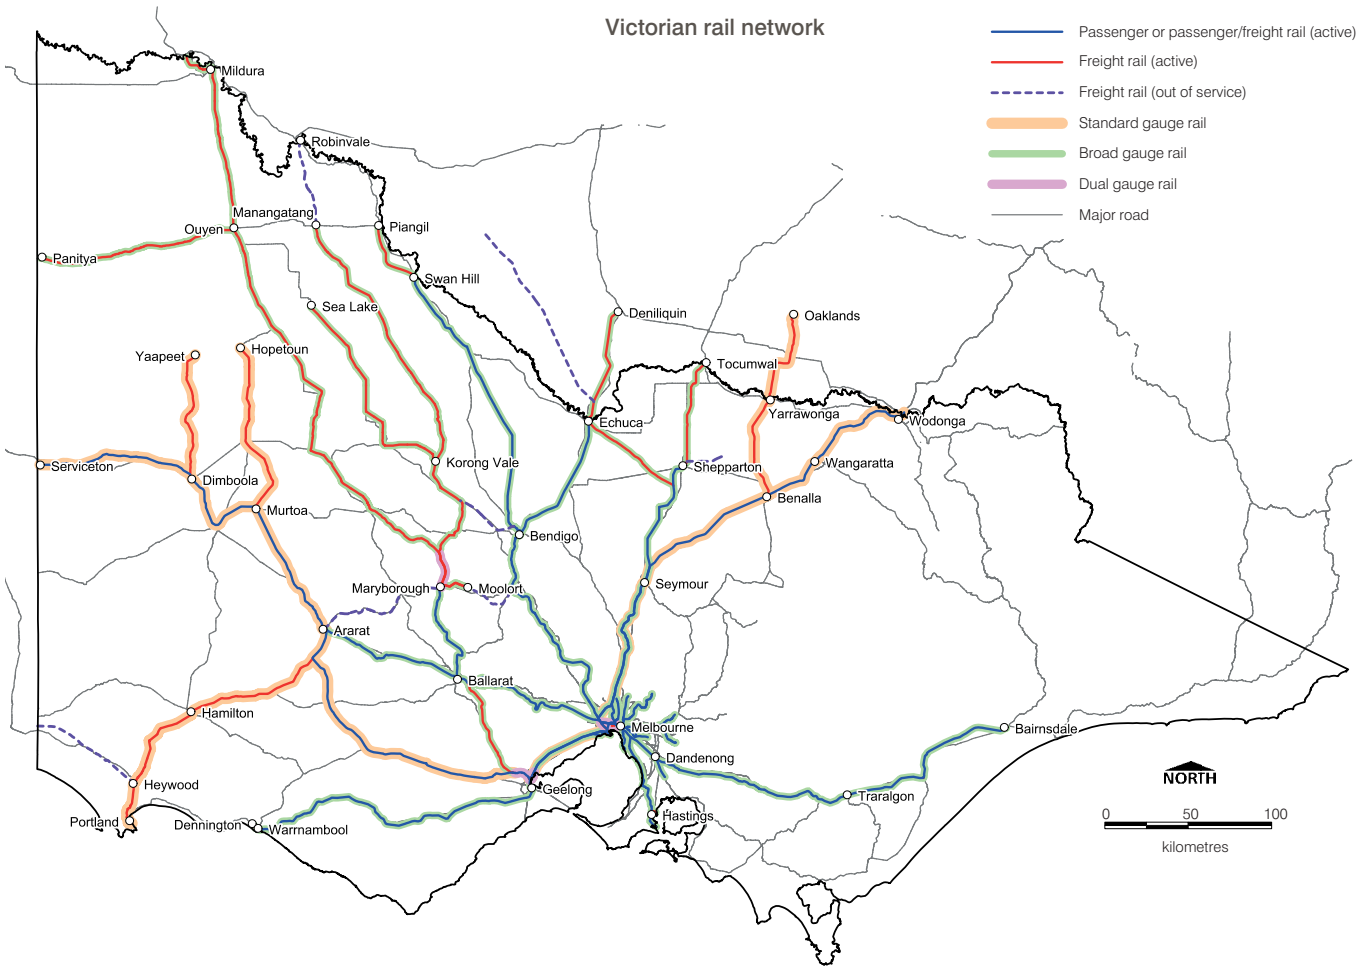 Victorian rail network
Passenger or passenger/freight rail (active)
Freight rail (active)
Freight rail (out of service)
Standard gauge rail
Broad gauge rail
Dual gauge rail
Major road
Mildura
Robinvale
Manangatang
Ouyen
Piangil
Panitya
Swan Hill
Sea Lake
Deniliquin
Oaklands
Yaapeet
Hopetoun
Tocumwal
Yarrawonga
Echuca
Wodonga
Serviceton
Korong Vale
Shepparton
Wangaratta
Dimboola
Benalla
Murtoa
Bendigo
Maryborough
Moolort
Seymour
Ararat
Ballarat
Hamilton
Melbourne
Bairnsdale
Dandenong
Heywood
Geelong
Traralgon
Portland
Dennington
Warrnambool
Hastings
NORTH
0 50 100
kilometres